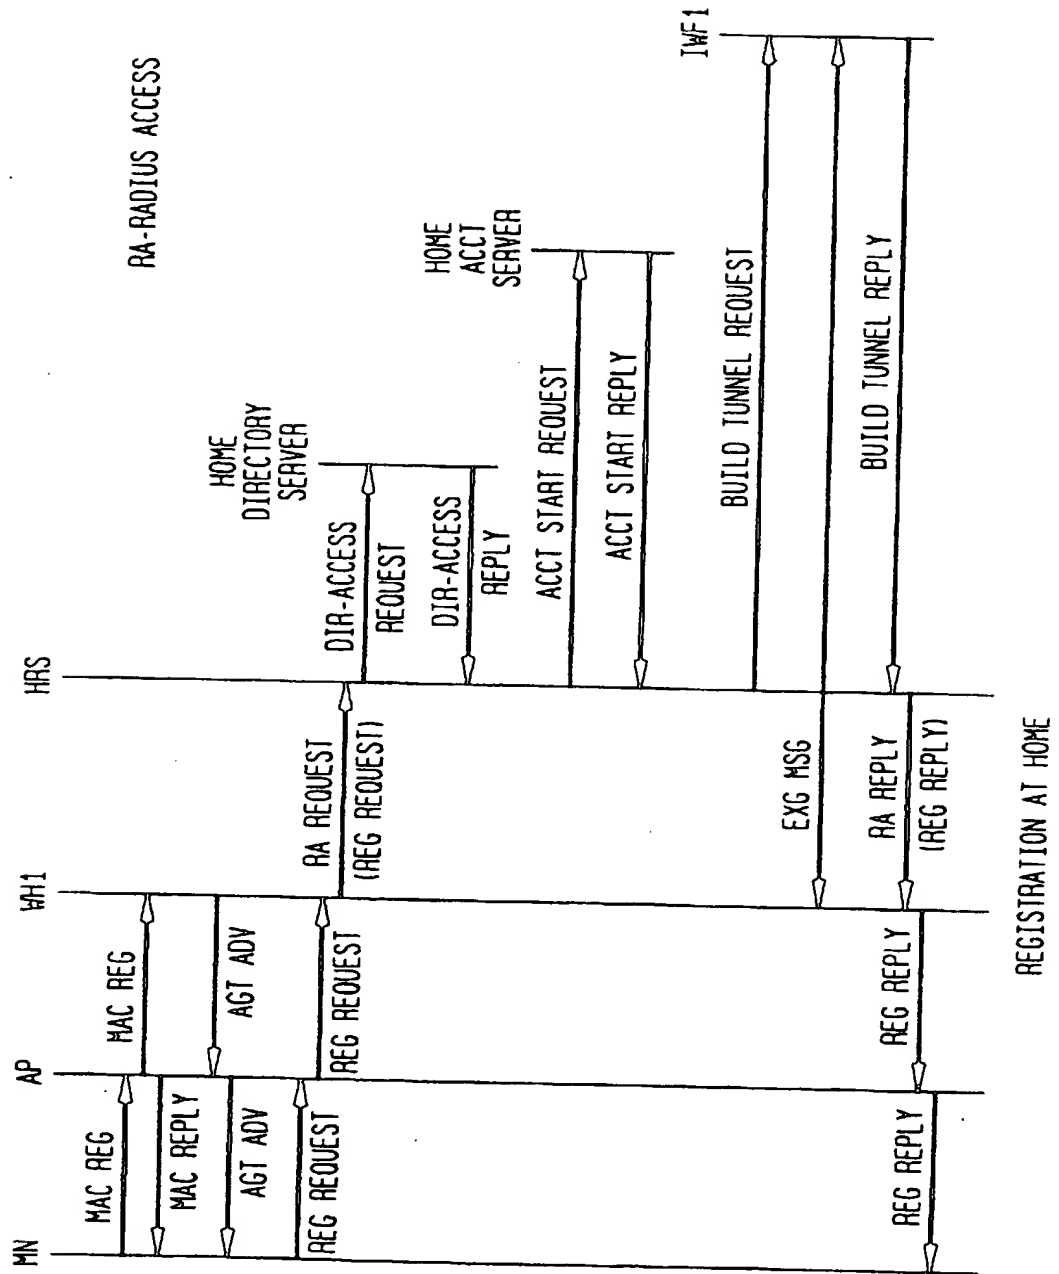 RA-RADIUS ACCESS
MN
AP
WH1
HRS
HOME
DIRECTORY
SERVER
HOME
ACCT
SERVER
IWF1
MAC REG
MAC REG
MAC REPLY
AGT ADV
AGT ADV
REG REQUEST
REG REQUEST
RA REQUEST
(REG REQUEST)
DIR-ACCESS
REQUEST
DIR-ACCESS
REPLY
ACCT START REQUEST
ACCT START REPLY
BUILD TUNNEL REQUEST
EXG MSG
BUILD TUNNEL REPLY
RA REPLY
(REG REPLY)
REG REPLY
REG REPLY
REGISTRATION AT HOME